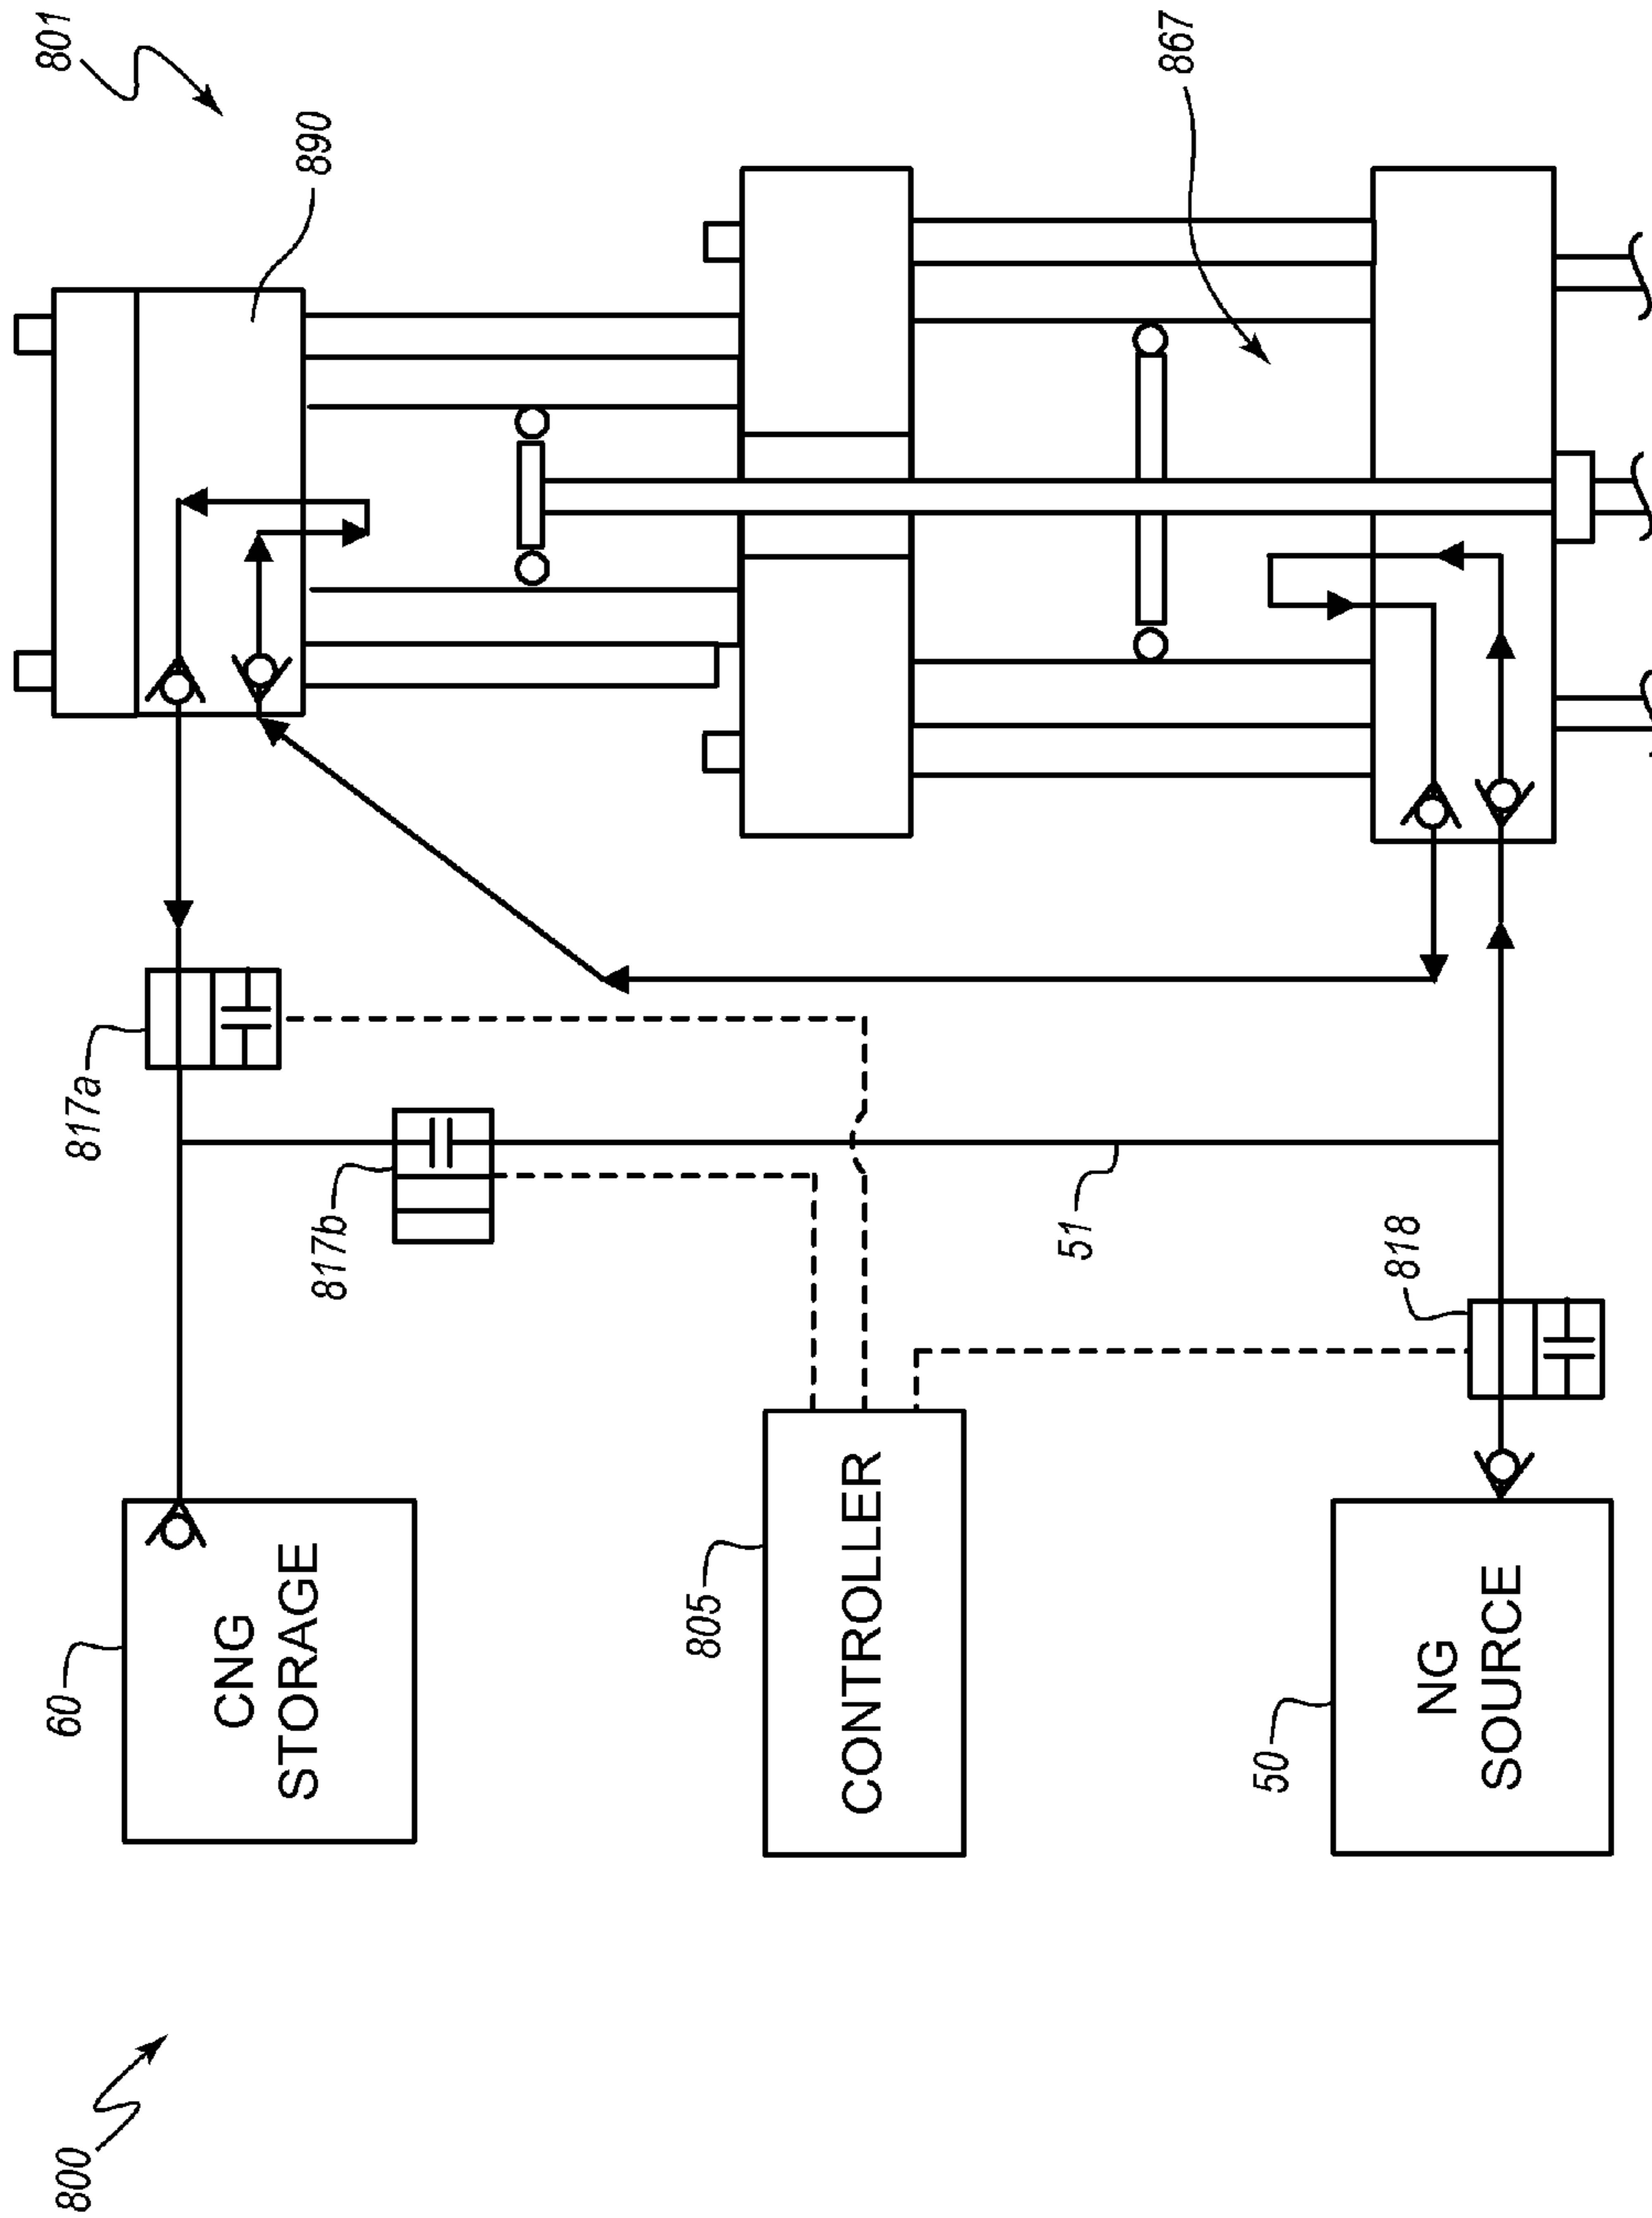 800
801
60
CNG
STORAGE
817a
890
817b
805
CONTROLLER
51
867
50
NG
SOURCE
818